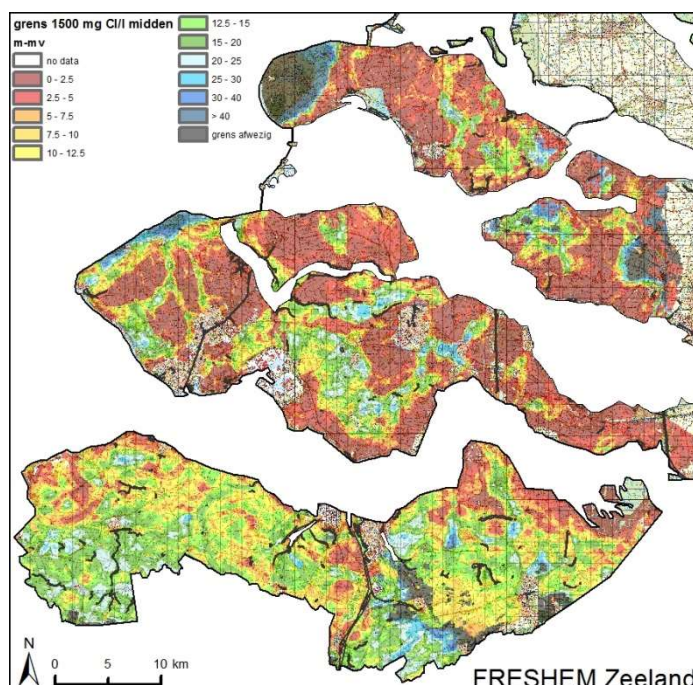 grens 1500 mg Cl/l midden
m-mv
no data
0 - 2.5
2.5 - 5
5 - 7.5
7.5 - 10
10 - 12.5
12.5 - 15
15 - 20
20 - 25
25 - 30
30 - 40
> 40
grens afwezig
N
0 5 10 km
FRESHEM Zeeland